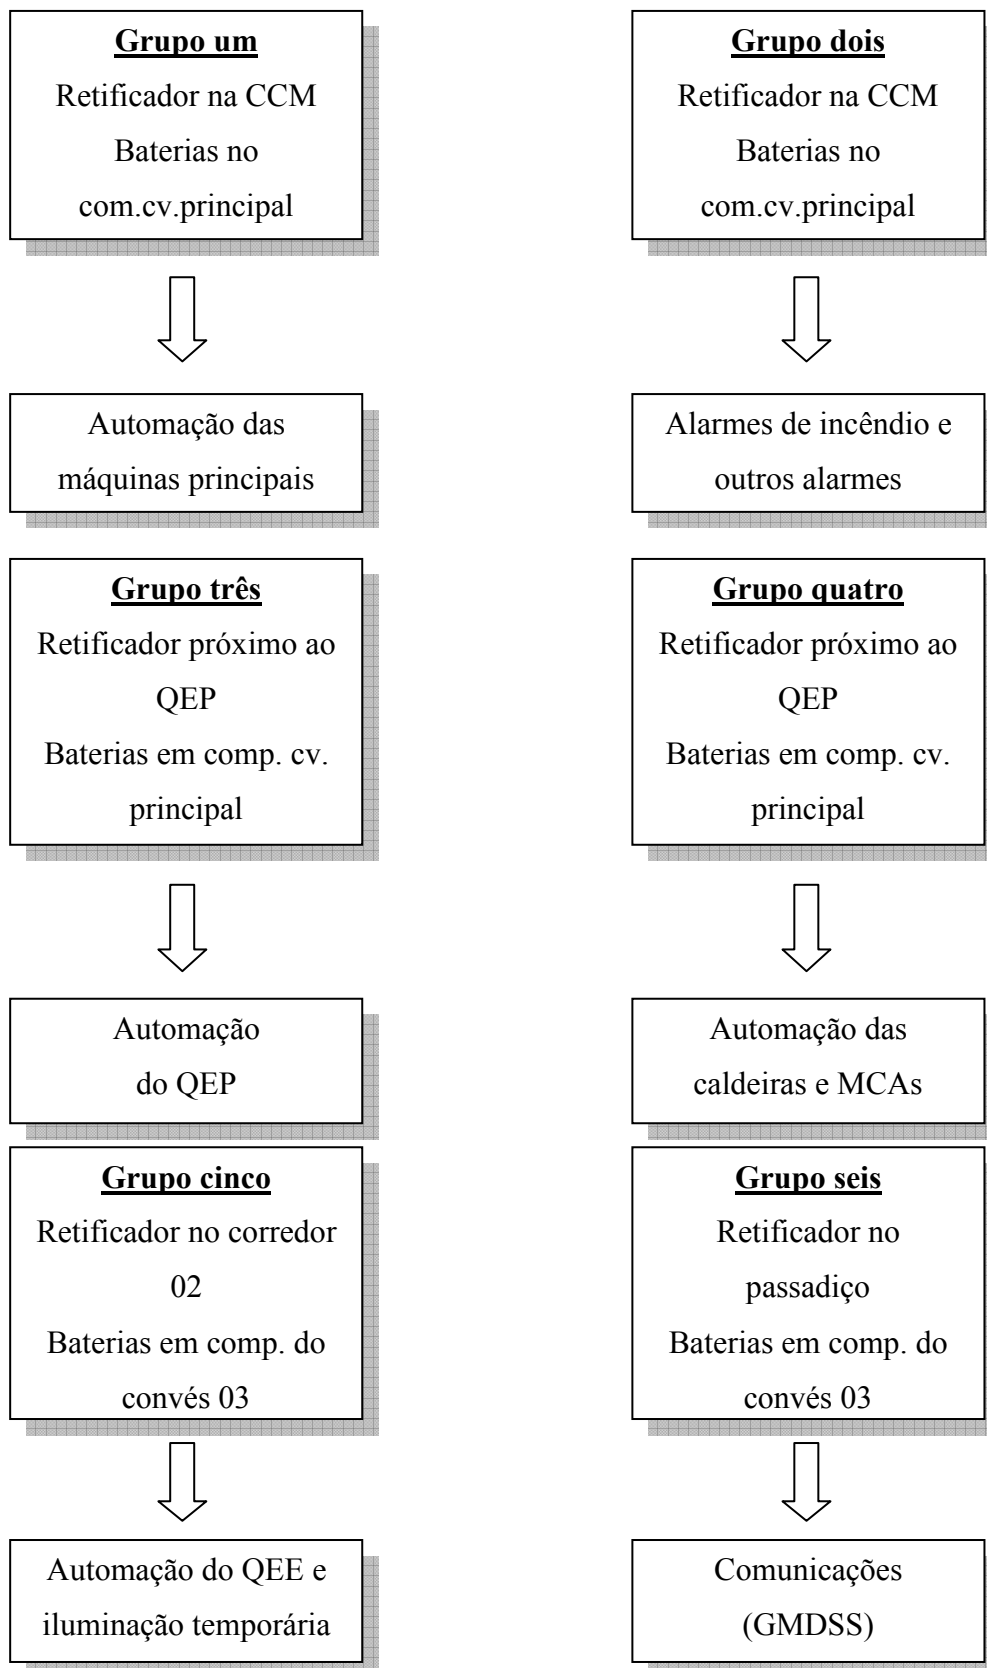 Grupo um
Retificador na CCM
Baterias no
com.cv.principal
Grupo dois
Retificador na CCM
Baterias no
com.cv.principal
Automação das
máquinas principais
Alarmes de incêndio e
outros alarmes
Grupo três
Retificador próximo ao
QEP
Baterias em comp. cv.
principal
Grupo quatro
Retificador próximo ao
QEP
Baterias em comp. cv.
principal
Automação
do QEP
Automação das
caldeiras e MCAs
Grupo cinco
Retificador no corredor
02
Baterias em comp. do
convés 03
Grupo seis
Retificador no
passadiço
Baterias em comp. do
convés 03
Automação do QEE e
iluminação temporária
Comunicações
(GMDSS)